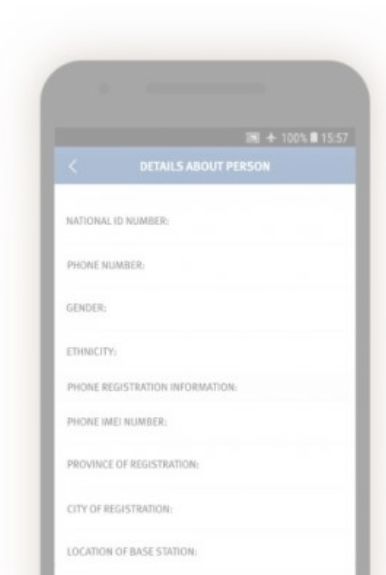 100% 15:57
DETAILS ABOUT PERSON
NATIONAL ID NUMBER:
PHONE NUMBER:
GENDER:
ETHNICITY:
PHONE REGISTRATION INFORMATION:
PHONE IMEI NUMBER:
PROVINCE OF REGISTRATION:
CITY OF REGISTRATION:
LOCATION OF BASE STATION: